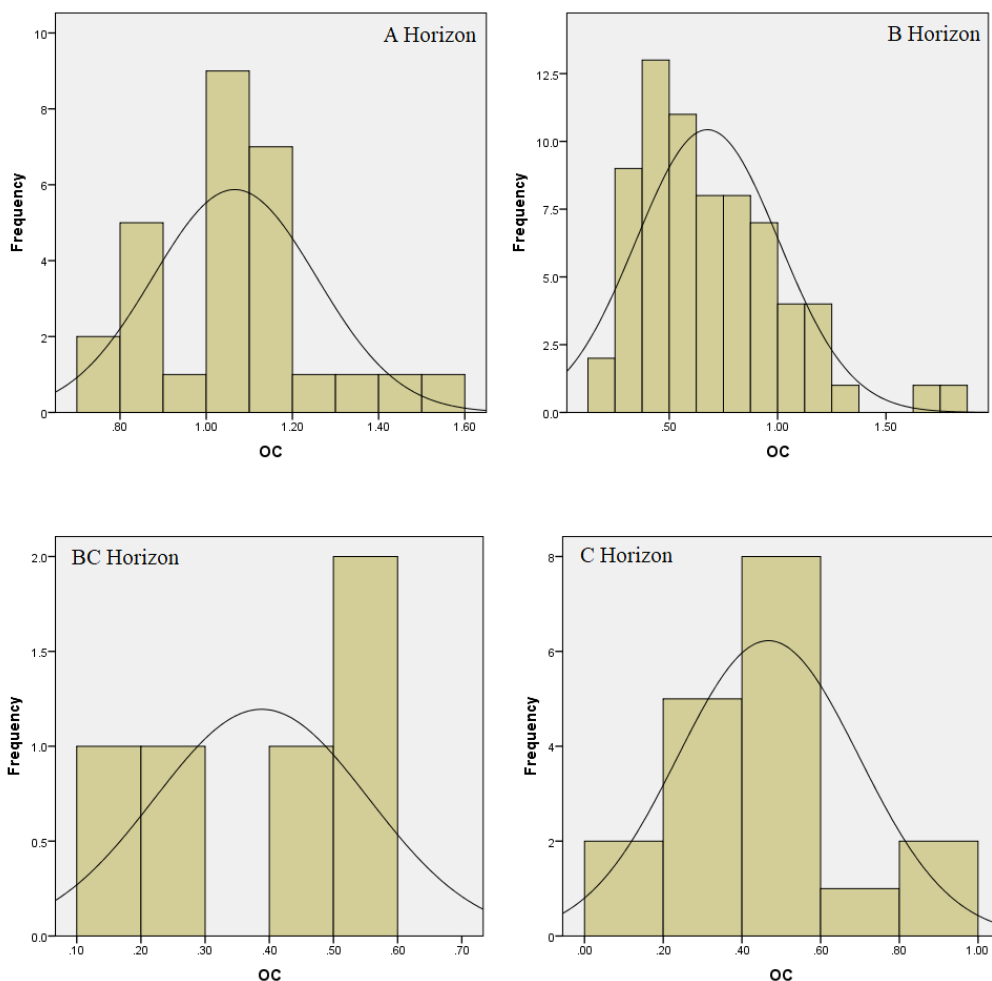 A Horizon
10
8
6
4
2
0
Frequency
.80 1.00 1.20 1.40 1.60
OC
B Horizon
12.5
10.0
7.5
5.0
2.5
0.0
Frequency
.50 1.00 1.50
OC
BC Horizon
2.0
1.5
1.0
0.5
0.0
Frequency
.10 .20 .30 .40 .50 .60 .70
OC
C Horizon
8
6
4
2
0
Frequency
.00 .20 .40 .60 .80 1.00
OC